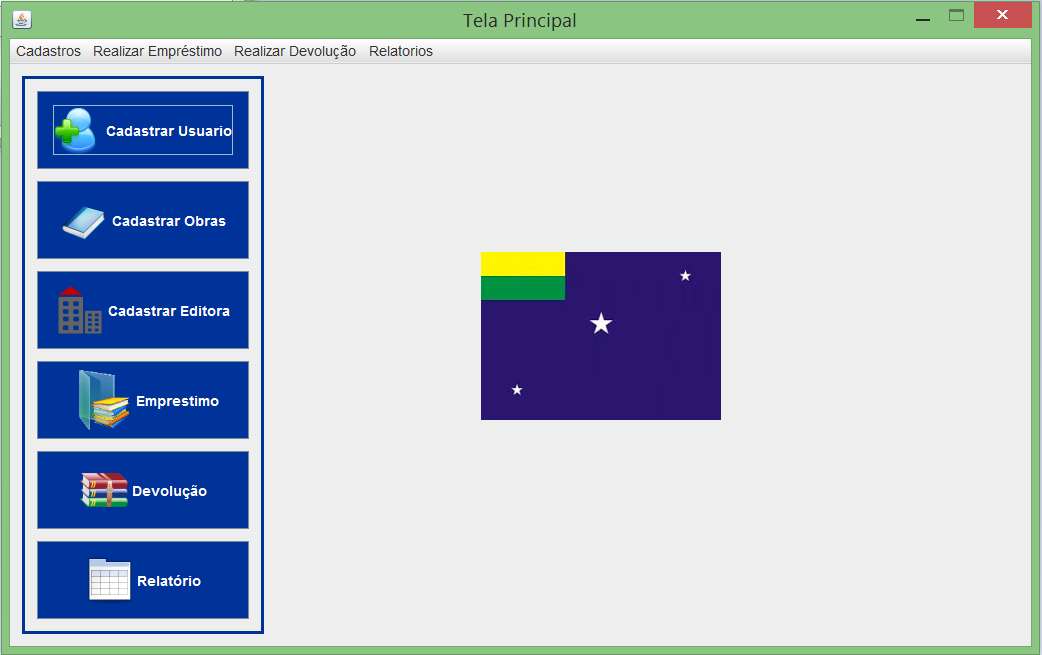 Tela Principal
Cadastros Realizar Empréstimo Realizar Devolução Relatorios
Cadastrar Usuario
Cadastrar Obras
Cadastrar Editora
Emprestimo
Devolução
Relatório